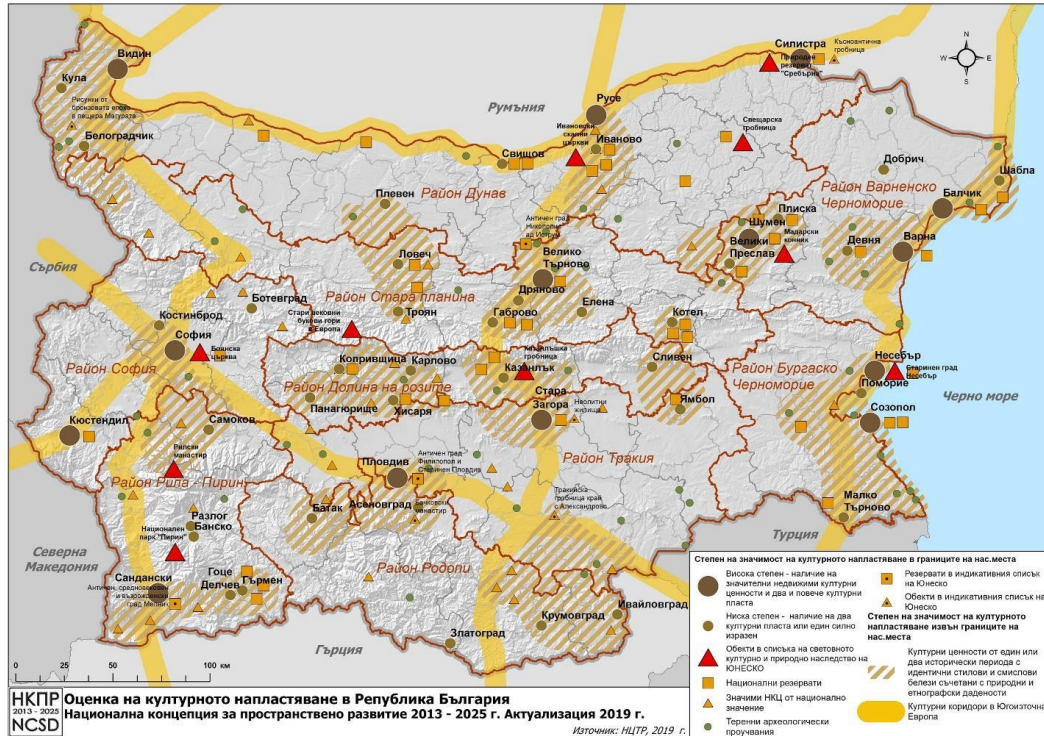 Видин
Кула
Рисунки от
бронзовата епоха
в пещера Магурата
Белоградчик
Румъния
Силистра
Къснoантична
гробница
Природен
резерват
"Сребърна"
N
W
E
S
Русе
Ивановски
скални
църкви
Иваново
Свищов
Свещарска
гробница
Добрич
Шабла
Район Варненско
Черноморие
Балчик
Плевен
Район Дунав
Античен град
Никополис
ад Иструм
Плиска
Шумен
Мадарски
конник
Велики
Преслав
Девня
Варна
Сърбия
Ловеч
Велико
Търново
Дряново
Елена
Ботевград
Район Стара планина
Стари вековни
букови гори
в Европа
Троян
Габрово
Котел
Костинброд
София
Боянска
църква
Район София
Копривщица
Карлово
Казанлъшка
гробница
Казанлък
Сливен
Район Бургаско
Черноморие
Несебър
Старинен град
Несебър
Поморие
Черно море
Район Долина на розите
Панагюрище
Хисаря
Стара
Загора
Неолитни
жилища
Ямбол
Созопол
Кюстендил
Самоков
Рилски
манастир
Район Рила - Пирин
Пловдив
Античен град
Филипопол и
Старинен Пловдив
Район Тракия
Асеновград
Бачковски
манастир
Тракийска
гробница край
с Александрово
Батак
Малко
Търново
Турция
Разлог
Банско
Национален
парк "Пирин"
Северна
Македония
Сандански
Античен, средновековен
и възрожденски
град Мелник
Гоце
Делчев
Гърмен
Район Родопи
Крумовград
Ивайловград
Златоград
Гърция
0
25
50
100 км
Степен на значимост на културното напластяване в границите на нас.места
Висока степен - наличие на
значителни недвижими културни
ценности и два и повече културни
пласта
Ниска степен - наличие на два
културни пласта или един силно
изразен
Обекти в списъка на световното
културно и природно наследство на
ЮНЕСКО
Национални резервати
Значими НКЦ от национално
значение
Теренни археологически
проучвания
Резервати в индикативния списък
на Юнеско
Обекти в индикативния списък на
Юнеско
Степен на значимост на културното
напластяване извън границите на
нас.места
Културни ценности от един или
два исторически периода с
идентични стилови и смислови
белези съчетани с природни и
етнографски дадености
Културни коридори в Югоизточна
Европа
НКПР
2013 - 2025
NCSD
Оценка на културното напластяване в Република България
Национална концепция за пространствено развитие 2013 - 2025 г. Актуализация 2019 г.
Източник: НЦТР, 2019 г.